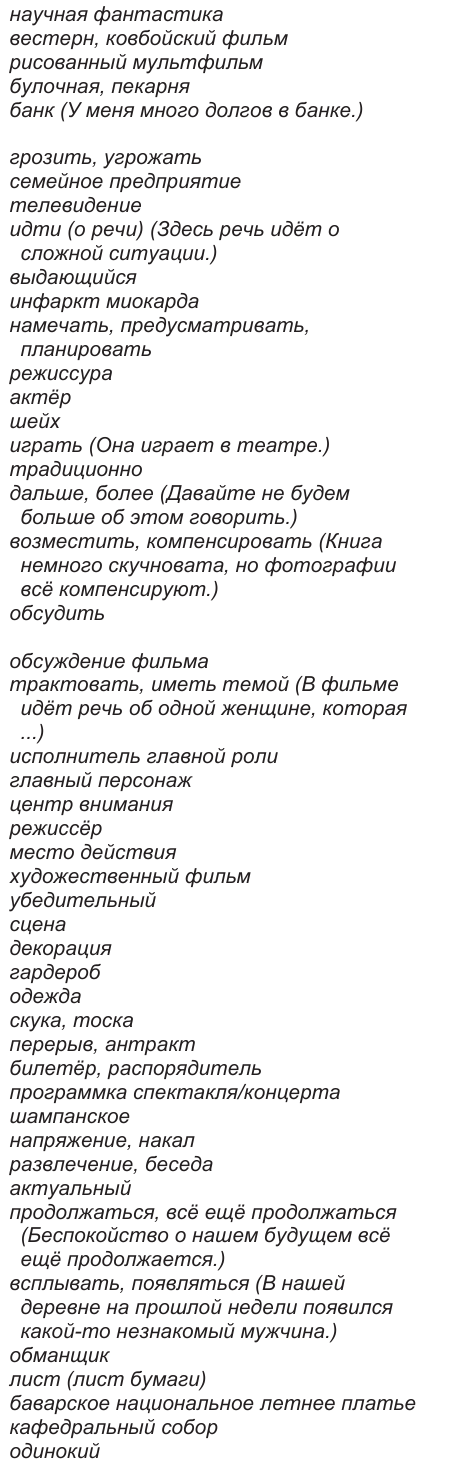 научная фантастика
вестерн, ковбойский фильм
рисованный мультфильм
булочная, пекарня
банк (У меня много долгов в банке.)
грозить, угрожать
семейное предприятие
телевидение
идти (о речи) (Здесь речь идёт о
сложной ситуации.)
выдающийся
инфаркт миокарда
намечать, предусматривать,
планировать
режиссура
актёр
шейх
играть (Она играет в театре.)
традиционно
дальше, более (Давайте не будем
больше об этом говорить.)
возместить, компенсировать (Книга
немного скучновата, но фотографии
всё компенсируют.)
обсудить
обсуждение фильма
трактовать, иметь темой (В фильме
идёт речь об одной женщине, которая
...)
исполнитель главной роли
главный персонаж
центр внимания
режиссёр
место действия
художественный фильм
убедительный
сцена
декорация
гардероб
одежда
скука, тоска
перерыв, антракт
билетёр, распорядитель
программка спектакля/концерта
шампанское
напряжение, накал
развлечение, беседа
актуальный
продолжаться, всё ещё продолжаться
(Беспокойство о нашем будущем всё
ещё продолжается.)
всплывать, появляться (В нашей
деревне на прошлой недели появился
какой-то незнакомый мужчина.)
обманщик
лист (лист бумаги)
баварское национальное летнее платье
кафедральный собор
одинокий